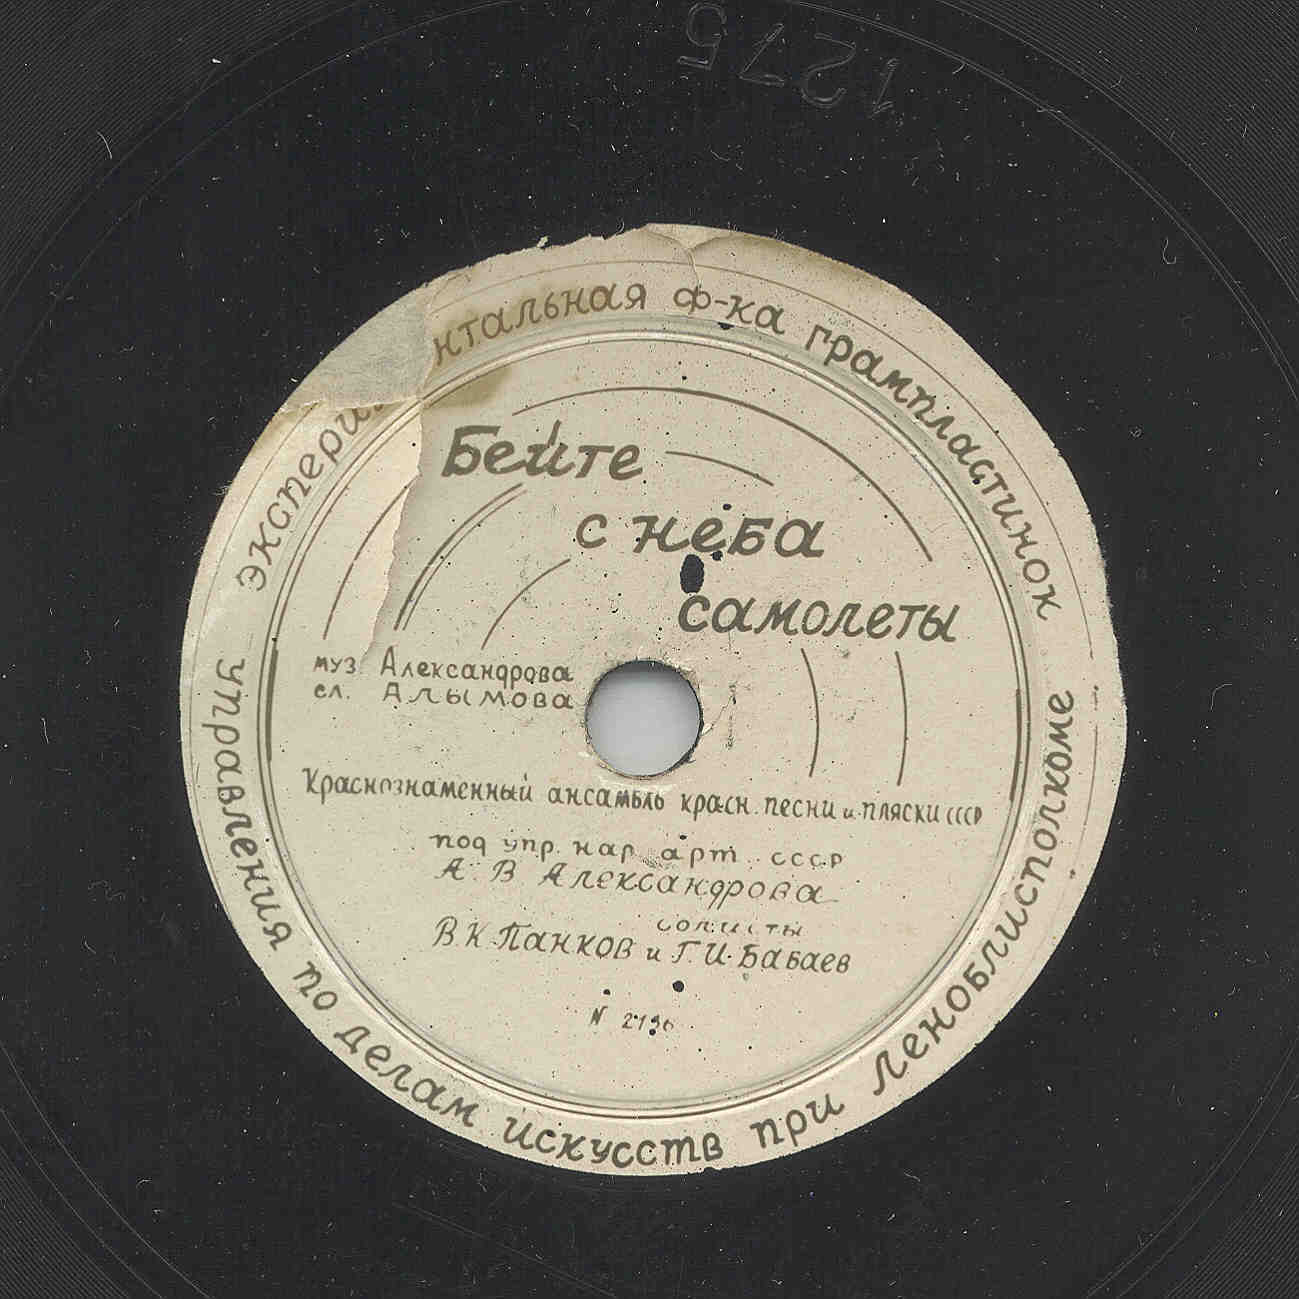 1275
экспери нтальная ф-ка грампластинок
Бейте
с неба
самолеты
муз. Александрова
сл. Алымова
Краснознаменный ансамбль красн. песни и пляски СССР
под упр. нар. арт. СССР
А. В. Александрова
солисты
В. К. Панков и Г. И. Бабаев
N 2196
управления по делам искусств при Леноблисполкоме